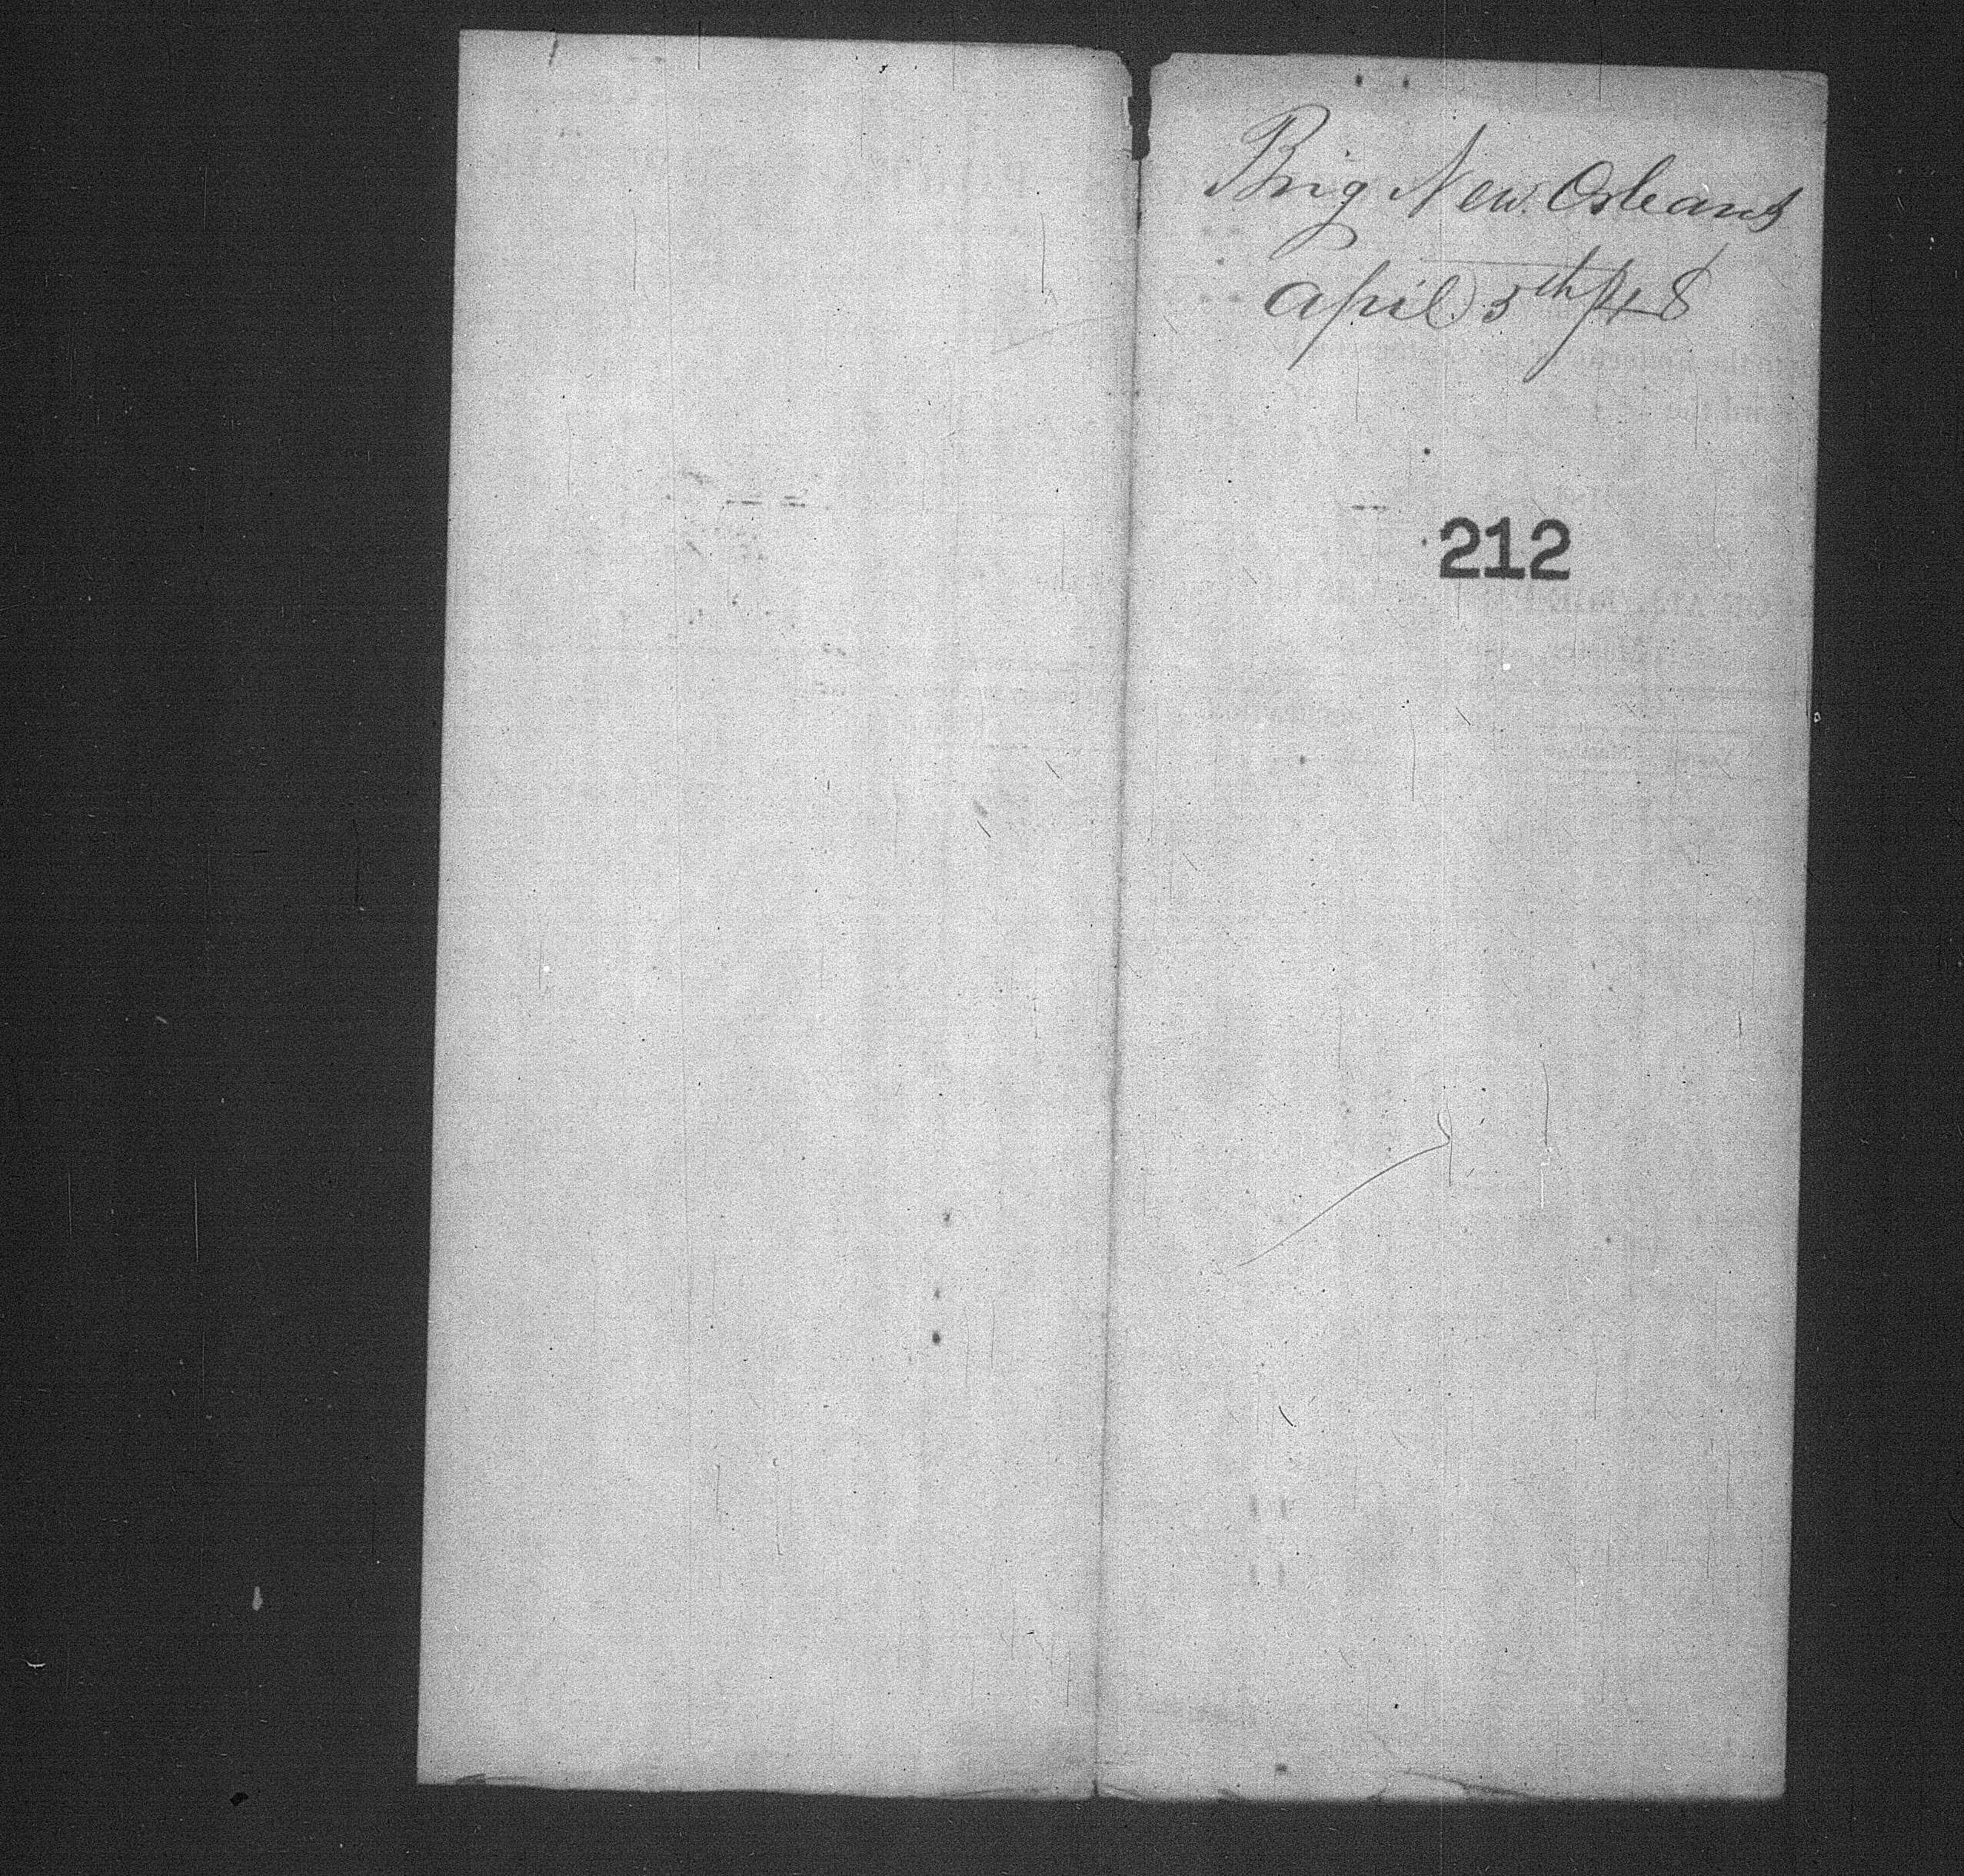 Brig New Orleans
April 5th /48
212